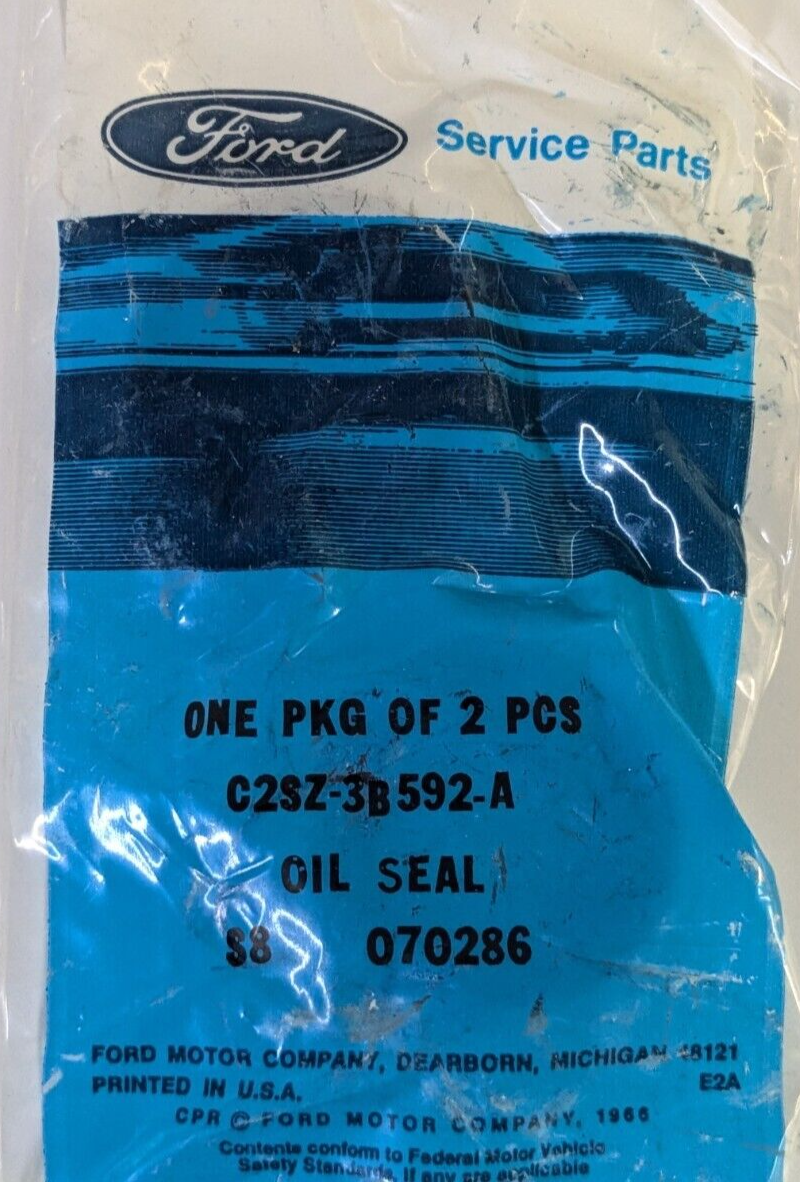 Ford Service Parts
ONE PKG OF 2 PCS
C2SZ-3B592-A
OIL SEAL
S8 070286
FORD MOTOR COMPANY, DEARBORN, MICHIGAN 48121
PRINTED IN U.S.A. E2A
CPR © FORD MOTOR COMPANY, 1966
Contents conform to Federal Motor Vehicle
Safety Standards, if any are applicable